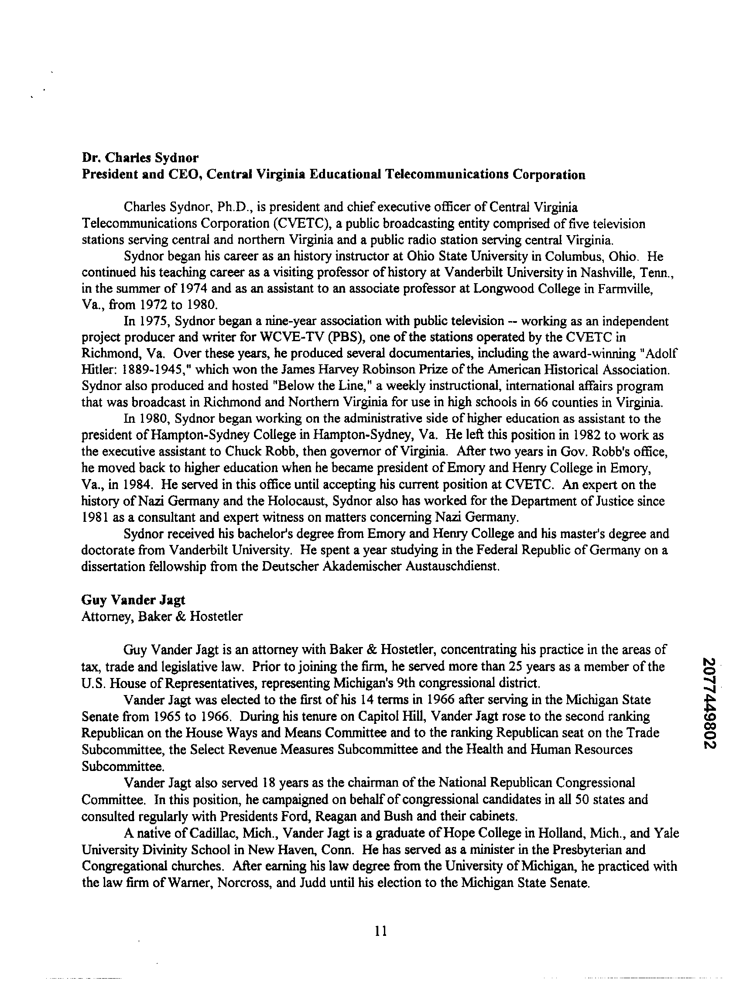 Dr. Charles Sydnor
President and CEO, Central Virginia Educational Telecommunications Corporation
Charles Sydnor, Ph.D., is president and chief executive officer of Central Virginia
Telecommunications Corporation (CVETC), a public broadcasting entity comprised of five television
stations serving central and northern Virginia and a public radio station serving central Virginia.
Sydnor began his career as an history instructor at Ohio State University in Columbus, Ohio. He
continued his teaching career as a visiting professor of history at Vanderbilt University in Nashville, Tenn.,
in the summer of 1974 and as an assistant to an associate professor at Longwood College in Farmville,
Va., from 1972 to 1980.
In 1975, Sydnor began a nine-year association with public television -- working as an independent
project producer and writer for WCVE-TV (PBS), one of the stations operated by the CVETC in
Richmond, Va. Over these years, he produced several documentaries, including the award-winning "Adolf
Hitler: 1889-1945," which won the James Harvey Robinson Prize of the American Historical Association.
Sydnor also produced and hosted "Below the Line," a weekly instructional, international affairs program
that was broadcast in Richmond and Northern Virginia for use in high schools in 66 counties in Virginia.
In 1980, Sydnor began working on the administrative side of higher education as assistant to the
president of Hampton-Sydney College in Hampton-Sydney, Va. He left this position in 1982 to work as
the executive assistant to Chuck Robb, then governor of Virginia. After two years in Gov. Robb's office,
he moved back to higher education when he became president of Emory and Henry College in Emory,
Va., in 1984. He served in this office until accepting his current position at CVETC. An expert on the
history of Nazi Germany and the Holocaust, Sydnor also has worked for the Department of Justice since
1981 as a consultant and expert witness on matters concerning Nazi Germany.
Sydnor received his bachelor's degree from Emory and Henry College and his master's degree and
doctorate from Vanderbilt University. He spent a year studying in the Federal Republic of Germany on a
dissertation fellowship from the Deutscher Akademischer Austauschdienst.
Guy Vander Jagt
Attorney, Baker & Hostetler
Guy Vander Jagt is an attorney with Baker & Hostetler, concentrating his practice in the areas of
tax, trade and legislative law. Prior to joining the firm, he served more than 25 years as a member of the
U.S. House of Representatives, representing Michigan's 9th congressional district.
Vander Jagt was elected to the first of his 14 terms in 1966 after serving in the Michigan State
Senate from 1965 to 1966. During his tenure on Capitol Hill, Vander Jagt rose to the second ranking
Republican on the House Ways and Means Committee and to the ranking Republican seat on the Trade
Subcommittee, the Select Revenue Measures Subcommittee and the Health and Human Resources
Subcommittee.
Vander Jagt also served 18 years as the chairman of the National Republican Congressional
Committee. In this position, he campaigned on behalf of congressional candidates in all 50 states and
consulted regularly with Presidents Ford, Reagan and Bush and their cabinets.
A native of Cadillac, Mich., Vander Jagt is a graduate of Hope College in Holland, Mich., and Yale
University Divinity School in New Haven, Conn. He has served as a minister in the Presbyterian and
Congregational churches. After earning his law degree from the University of Michigan, he practiced with
the law firm of Warner, Norcross, and Judd until his election to the Michigan State Senate.
11
2077449802